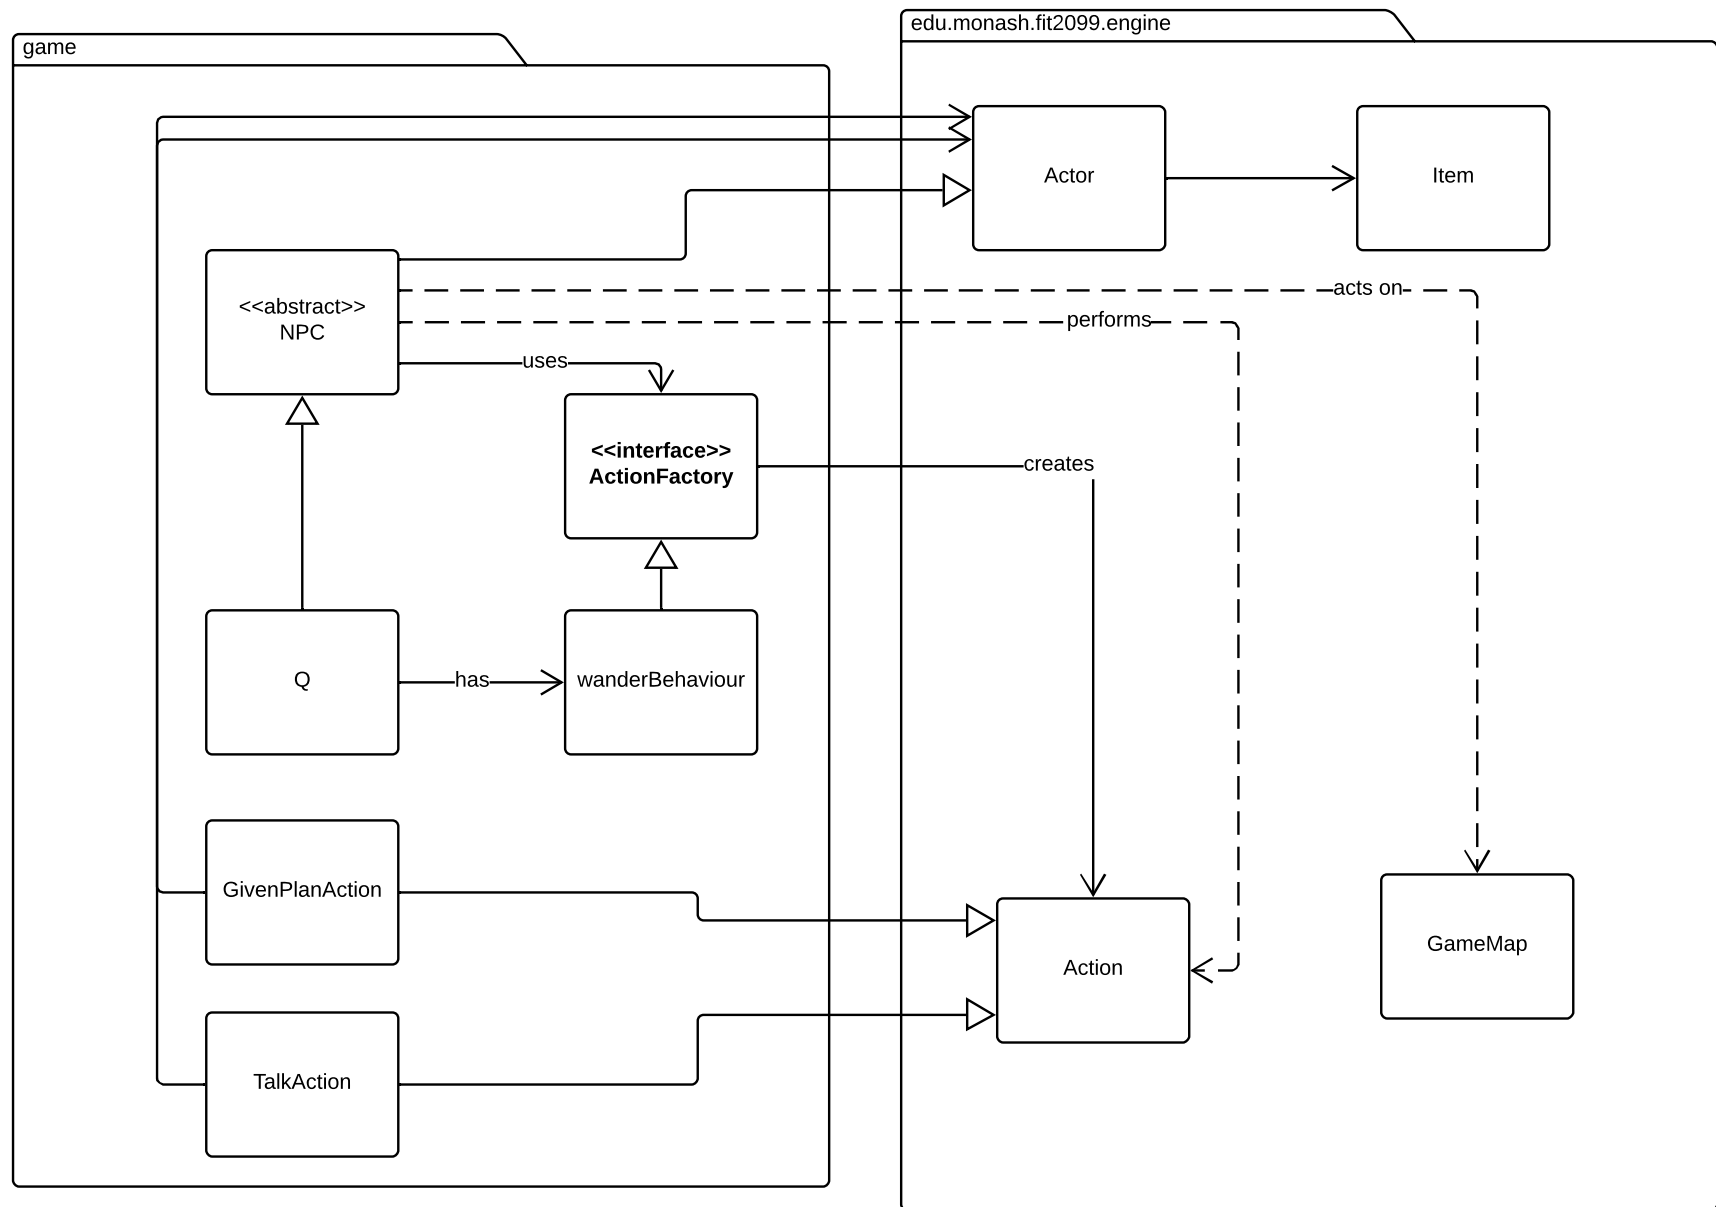 edu.monash.fit2099.engine
game
Actor
Item
<<abstract>>
NPC
acts on
performs
uses
<<interface>>
ActionFactory
creates
Q
has
wanderBehaviour
GivenPlanAction
GameMap
Action
TalkAction